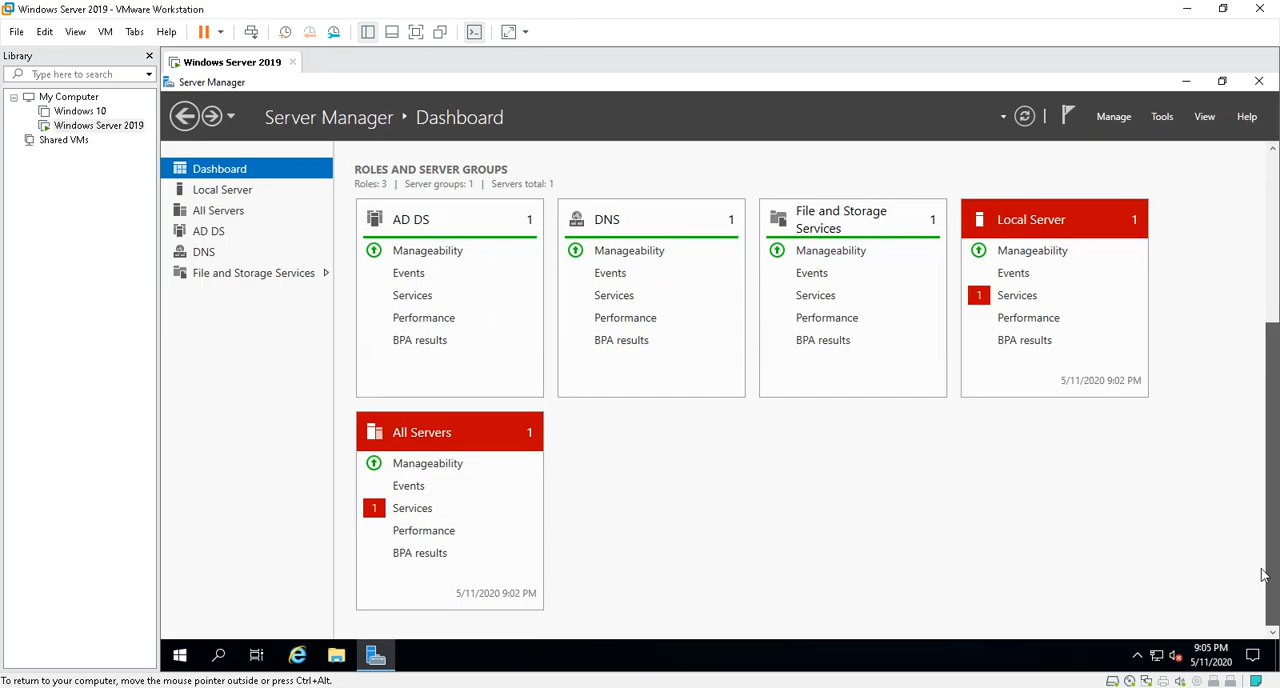 Windows Server 2019 - VMware Workstation
File Edit View VM Tabs Help
Library
Type here to search
My Computer
Windows 10
Windows Server 2019
Shared VMs
Windows Server 2019
Server Manager
Server Manager Dashboard
Manage Tools View Help
Dashboard
Local Server
All Servers
AD DS
DNS
File and Storage Services
ROLES AND SERVER GROUPS
Roles: 3 | Server groups: 1 | Servers total: 1
AD DS 1
Manageability
Events
Services
Performance
BPA results
DNS 1
Manageability
Events
Services
Performance
BPA results
File and Storage
Services 1
Manageability
Events
Services
Performance
BPA results
Local Server 1
Manageability
Events
1 Services
Performance
BPA results
5/11/2020 9:02 PM
All Servers 1
Manageability
Events
1 Services
Performance
BPA results
5/11/2020 9:02 PM
9:05 PM
5/11/2020
To return to your computer, move the mouse pointer outside or press Ctrl+Alt.